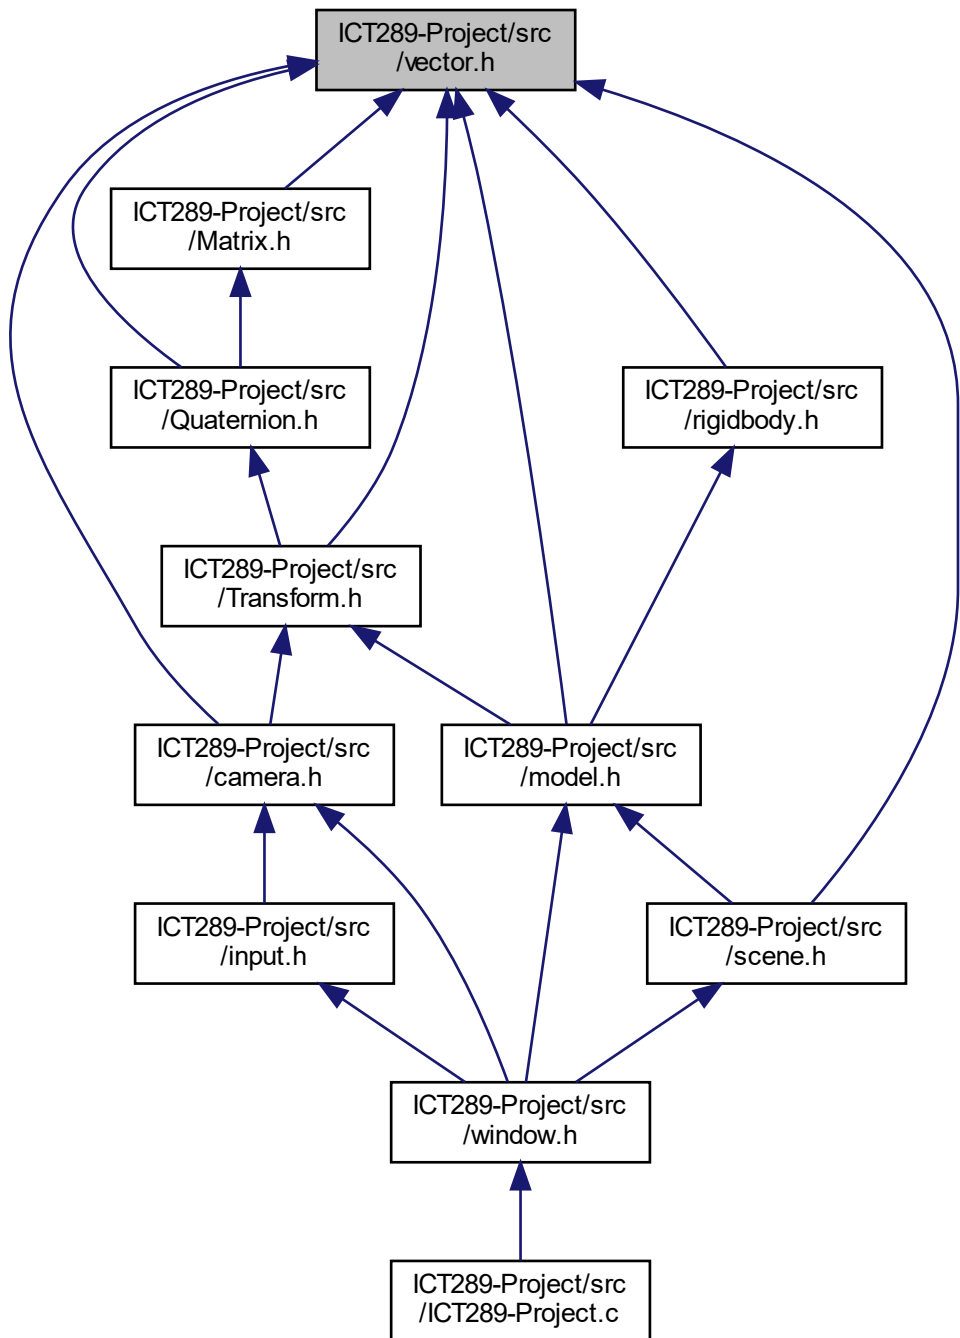 ICT289-Project/src
/vector.h
ICT289-Project/src
/Matrix.h
ICT289-Project/src
/Quaternion.h
ICT289-Project/src
/rigidbody.h
ICT289-Project/src
/Transform.h
ICT289-Project/src
/camera.h
ICT289-Project/src
/model.h
ICT289-Project/src
/input.h
ICT289-Project/src
/scene.h
ICT289-Project/src
/window.h
ICT289-Project/src
/ICT289-Project.c